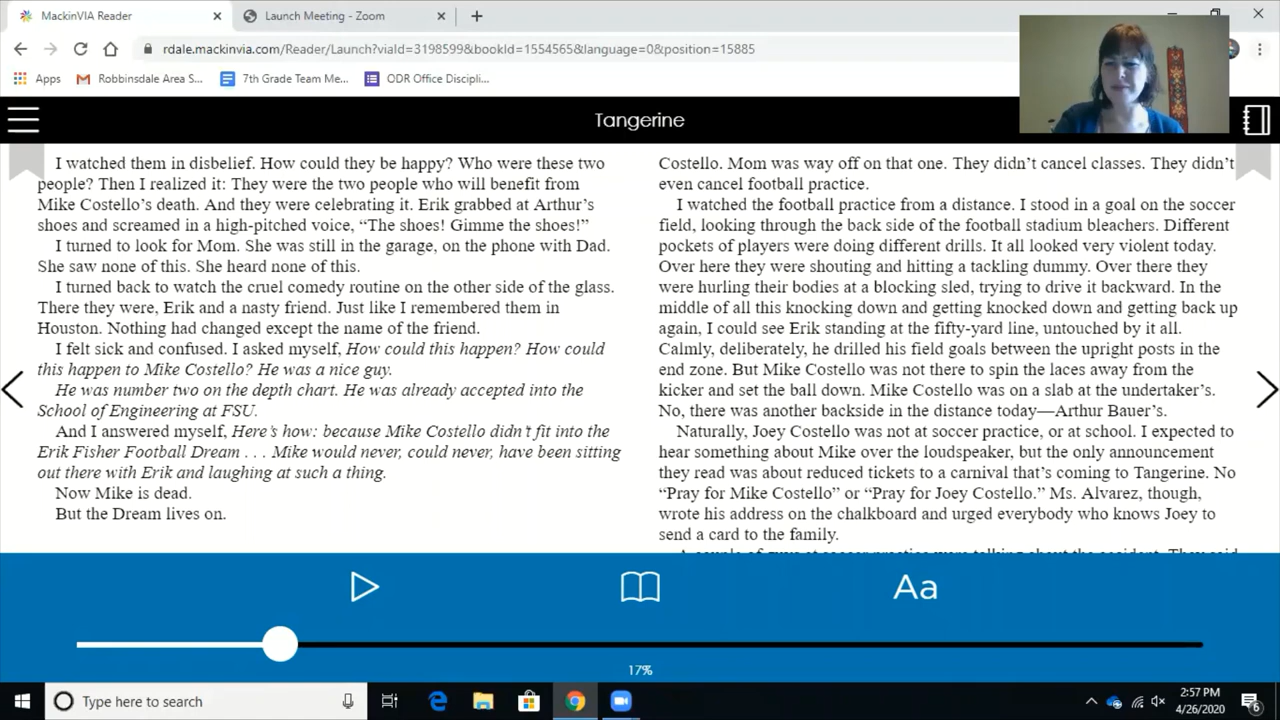 MackinVIA Reader
Launch Meeting - Zoom
rdale.mackinvia.com/Reader/Launch?viaId=3198599&bookId=1554565&language=0&position=15885
Apps
Robbinsdale Area S...
7th Grade Team Me...
ODR Office Discipli...
Tangerine
I watched them in disbelief. How could they be happy? Who were these two
people? Then I realized it: They were the two people who will benefit from
Mike Costello's death. And they were celebrating it. Erik grabbed at Arthur's
shoes and screamed in a high-pitched voice, “The shoes! Gimme the shoes!”
I turned to look for Mom. She was still in the garage, on the phone with Dad.
She saw none of this. She heard none of this.
I turned back to watch the cruel comedy routine on the other side of the glass.
There they were, Erik and a nasty friend. Just like I remembered them in
Houston. Nothing had changed except the name of the friend.
I felt sick and confused. I asked myself, How could this happen? How could
this happen to Mike Costello? He was a nice guy.
He was number two on the depth chart. He was already accepted into the
School of Engineering at FSU.
And I answered myself, Here's how: because Mike Costello didn't fit into the
Erik Fisher Football Dream . . . Mike would never, could never, have been sitting
out there with Erik and laughing at such a thing.
Now Mike is dead.
But the Dream lives on.
Costello. Mom was way off on that one. They didn't cancel classes. They didn't
even cancel football practice.
I watched the football practice from a distance. I stood in a goal on the soccer
field, looking through the back side of the football stadium bleachers. Different
pockets of players were doing different drills. It all looked very violent today.
Over here they were shouting and hitting a tackling dummy. Over there they
were hurling their bodies at a blocking sled, trying to drive it backward. In the
middle of all this knocking down and getting knocked down and getting back up
again, I could see Erik standing at the fifty-yard line, untouched by it all.
Calmly, deliberately, he drilled his field goals between the upright posts in the
end zone. But Mike Costello was not there to spin the laces away from the
kicker and set the ball down. Mike Costello was on a slab at the undertaker's.
No, there was another backside in the distance today—Arthur Bauer's.
Naturally, Joey Costello was not at soccer practice, or at school. I expected to
hear something about Mike over the loudspeaker, but the only announcement
they read was about reduced tickets to a carnival that's coming to Tangerine. No
“Pray for Mike Costello” or “Pray for Joey Costello.” Ms. Alvarez, though,
wrote his address on the chalkboard and urged everybody who knows Joey to
send a card to the family.
A couple of guys at soccer practice were talking about the accident. They said
Aa
17%
Type here to search
2:57 PM
4/26/2020
6